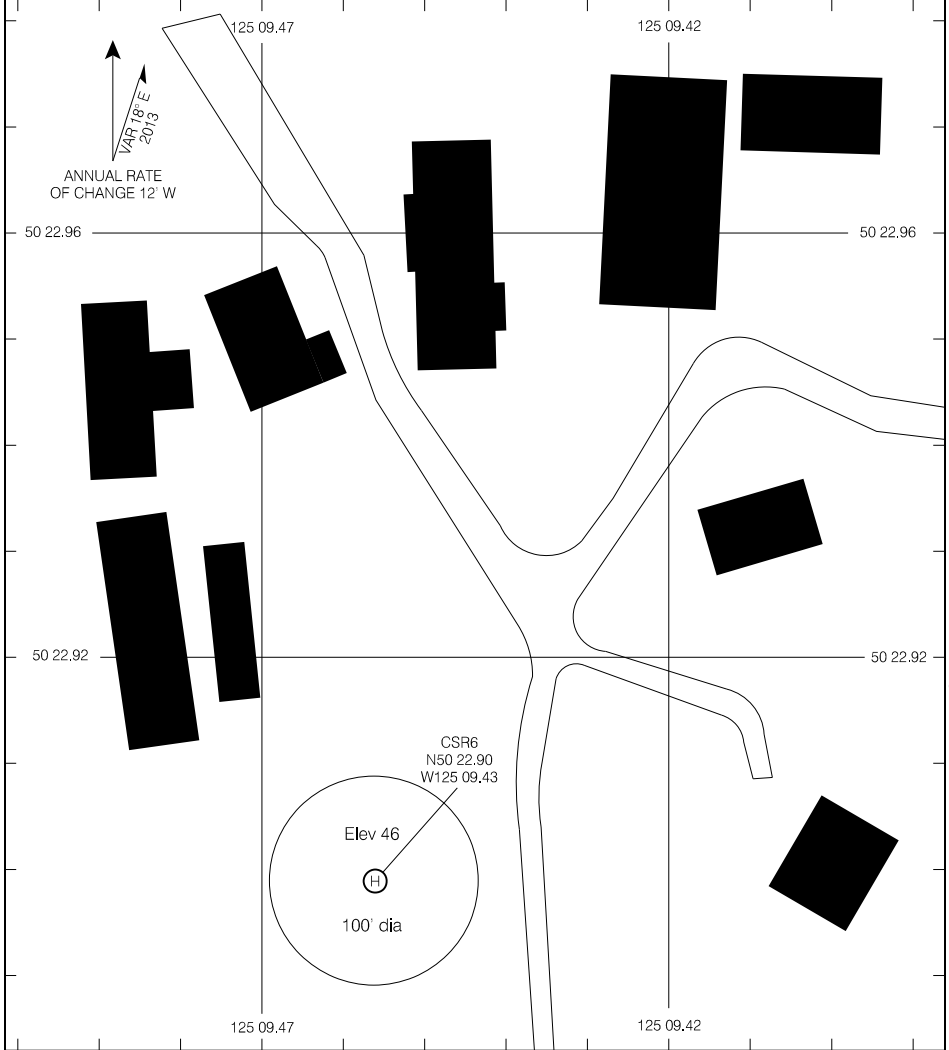 125 09.47
125 09.42
VAR 18° E
2013
ANNUAL RATE
OF CHANGE 12' W
50 22.96
50 22.96
50 22.92
50 22.92
CSR6
N50 22.90
W125 09.43
Elev 46
H
100' dia
125 09.47
125 09.42